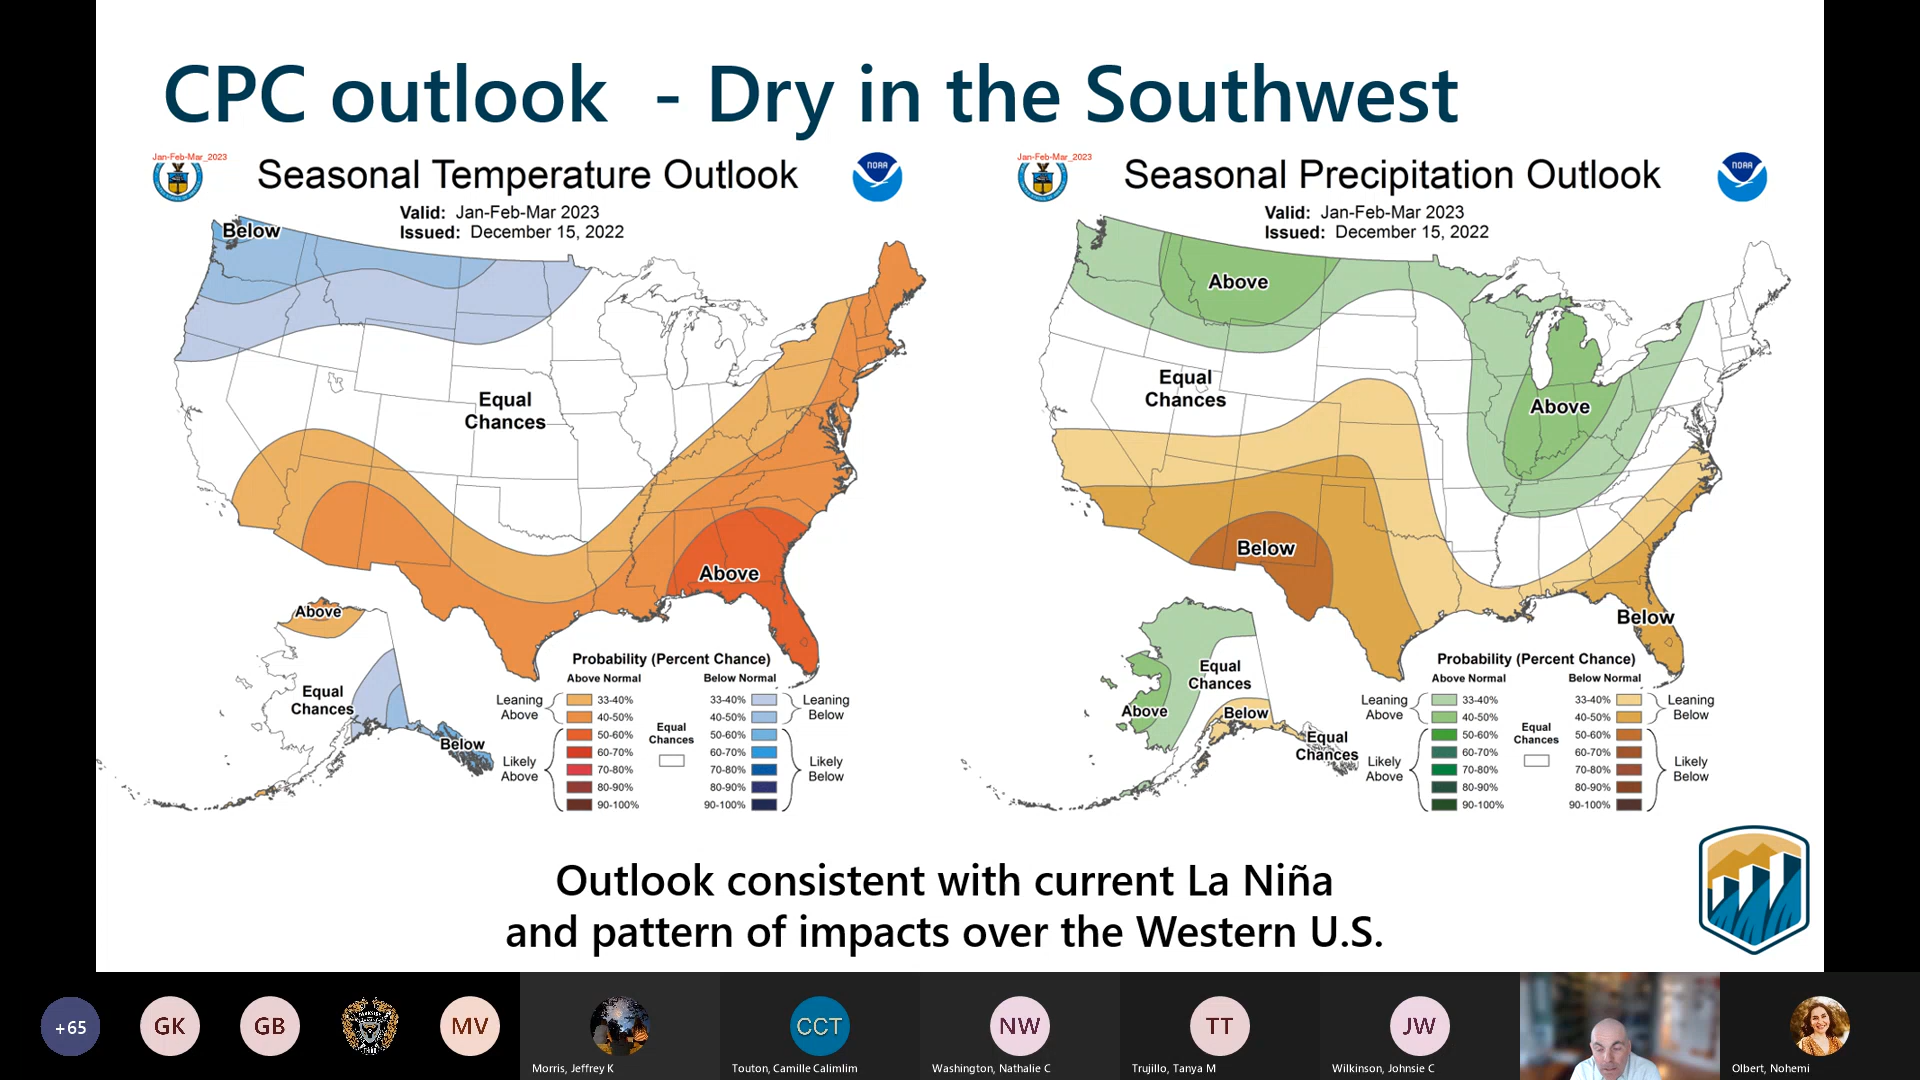 CPC outlook - Dry in the Southwest
Jan-Feb-Mar_2023
Seasonal Temperature Outlook
NOAA
Valid: Jan-Feb-Mar 2023
Issued: December 15, 2022
Below
Equal
Chances
Above
Above
Equal
Chances
Below
Probability (Percent Chance)
Above Normal
Below Normal
Leaning
Above
33-40%
40-50%
50-60%
60-70%
70-80%
80-90%
90-100%
Likely
Above
Equal
Chances
33-40%
40-50%
50-60%
60-70%
70-80%
80-90%
90-100%
Leaning
Below
Likely
Below
Jan-Feb-Mar_2023
Seasonal Precipitation Outlook
NOAA
Valid: Jan-Feb-Mar 2023
Issued: December 15, 2022
Above
Equal
Chances
Above
Below
Below
Equal
Chances
Above
Below
Equal
Chances
Probability (Percent Chance)
Above Normal
Below Normal
Leaning
Above
33-40%
40-50%
50-60%
60-70%
70-80%
80-90%
90-100%
Likely
Above
Equal
Chances
33-40%
40-50%
50-60%
60-70%
70-80%
80-90%
90-100%
Leaning
Below
Likely
Below
Outlook consistent with current La Niña
and pattern of impacts over the Western U.S.
+65
GK
GB
MV
Morris, Jeffrey K
CCT
Touton, Camille Calimlim
NW
Washington, Nathalie C
TT
Trujillo, Tanya M
JW
Wilkinson, Johnsie C
Olbert, Nohemi